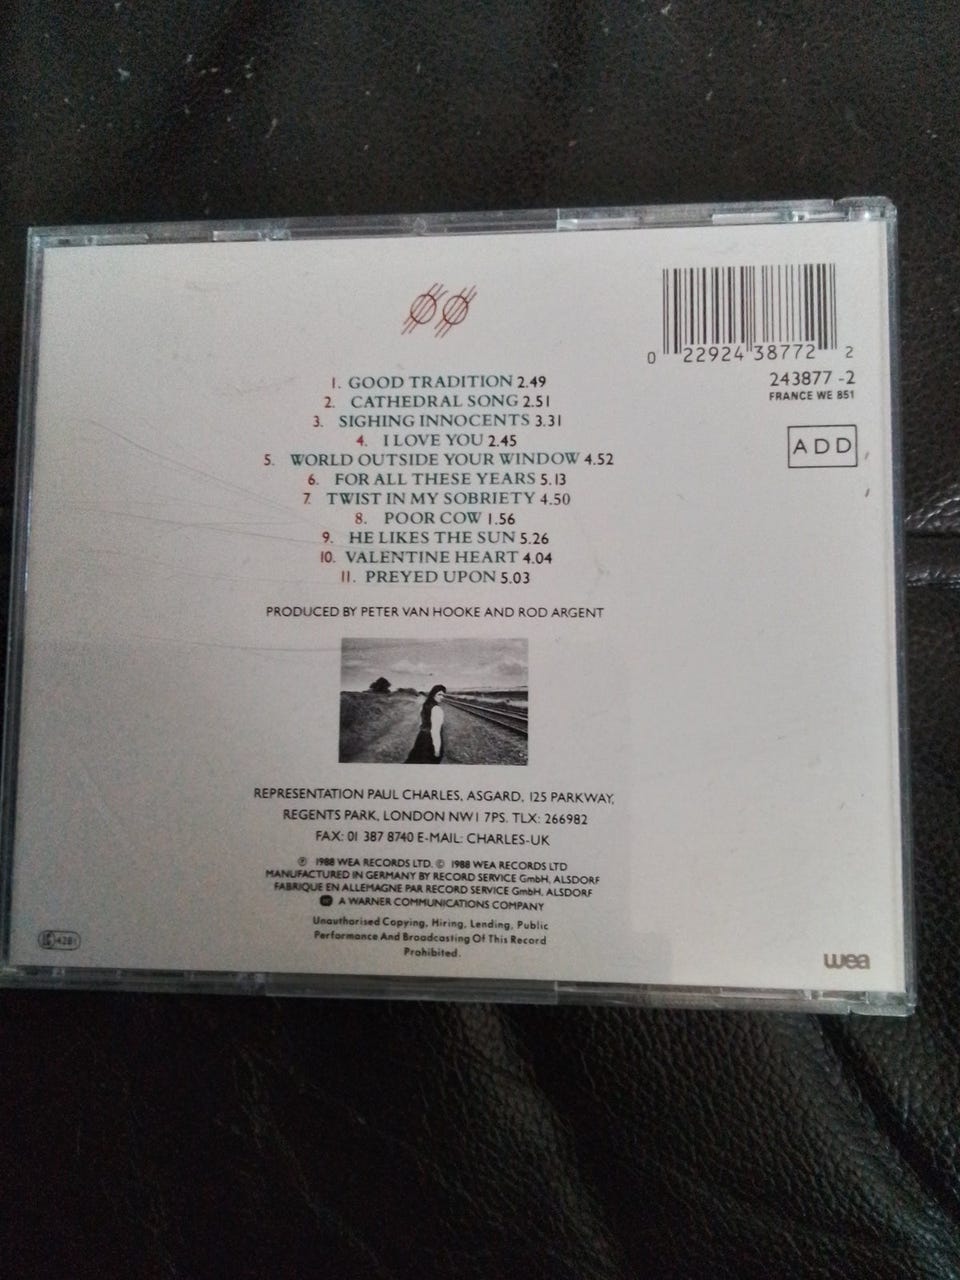 0 22924 38772 2
243877 -2
FRANCE WE 851
ADD
1. GOOD TRADITION 2.49
2. CATHEDRAL SONG 2.51
3. SIGHING INNOCENTS 3.31
4. I LOVE YOU 2.45
5. WORLD OUTSIDE YOUR WINDOW 4.52
6. FOR ALL THESE YEARS 5.13
7. TWIST IN MY SOBRIETY 4.50
8. POOR COW 1.56
9. HE LIKES THE SUN 5.26
10. VALENTINE HEART 4.04
11. PREYED UPON 5.03
PRODUCED BY PETER VAN HOOKE AND ROD ARGENT
REPRESENTATION PAUL CHARLES, ASGARD, 125 PARKWAY,
REGENTS PARK, LONDON NW1 7PS. TLX: 266982
FAX: 01 387 8740 E-MAIL: CHARLES-UK
Ⓟ 1988 WEA RECORDS LTD. © 1988 WEA RECORDS LTD
MANUFACTURED IN GERMANY BY RECORD SERVICE GmbH, ALSDORF
FABRIQUE EN ALLEMAGNE PAR RECORD SERVICE GmbH, ALSDORF
A WARNER COMMUNICATIONS COMPANY
Unauthorised Copying, Hiring, Lending, Public
Performance And Broadcasting Of This Record
Prohibited.
LC 4281
wea